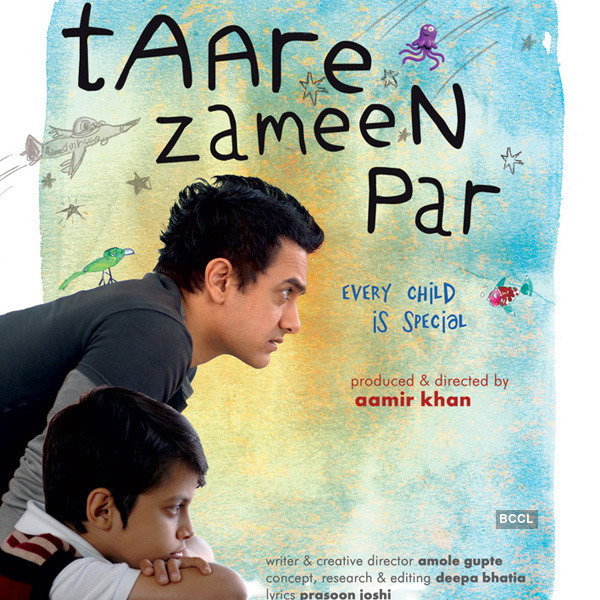 tAAre
zameeN
Par
EVERY CHILD
IS SPECIAL
produced & directed by
aamir khan
BCCL
writer & creative director amole gupte
concept, research & editing deepa bhatia
lyrics prasoon joshi